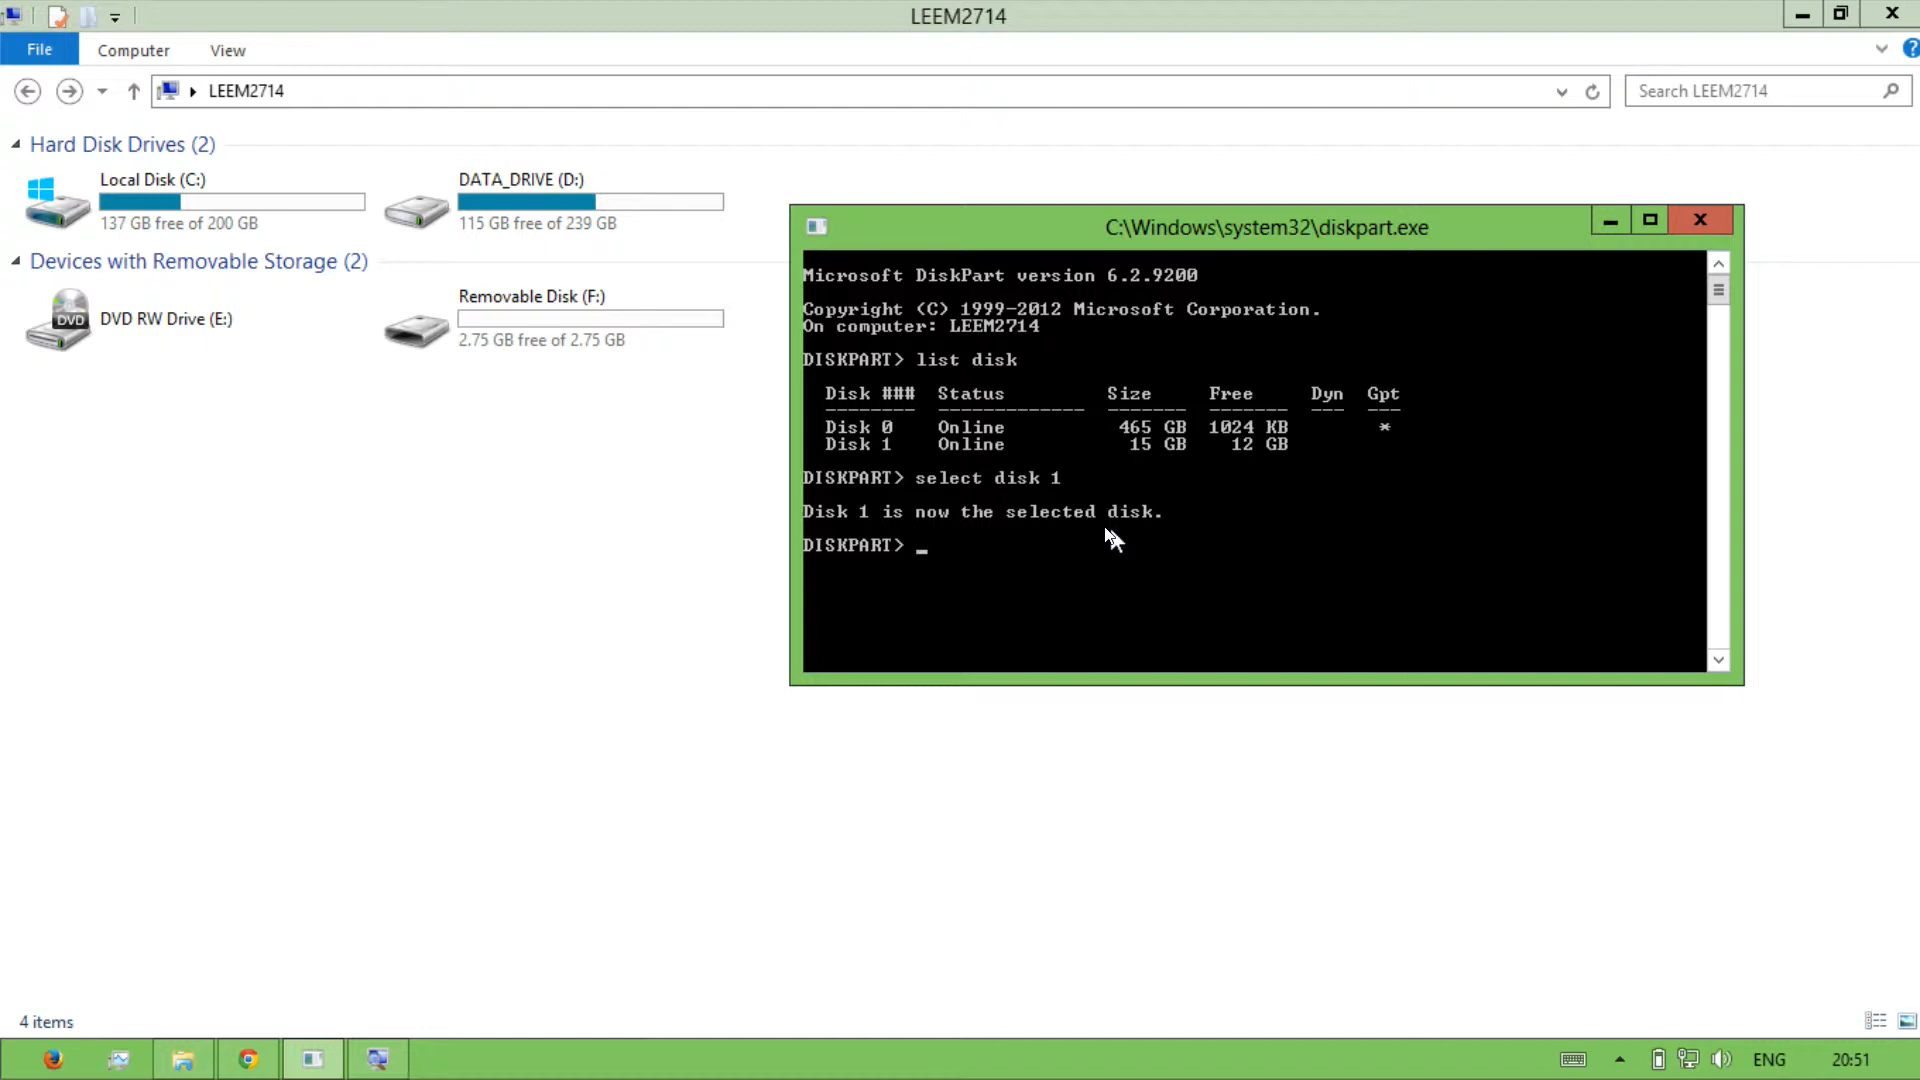 LEEM2714
File Computer View
LEEM2714 Search LEEM2714
Hard Disk Drives (2)
Local Disk (C:)
137 GB free of 200 GB
DATA_DRIVE (D:)
115 GB free of 239 GB
Devices with Removable Storage (2)
DVD
DVD RW Drive (E:)
Removable Disk (F:)
2.75 GB free of 2.75 GB
C:\Windows\system32\diskpart.exe
Microsoft DiskPart version 6.2.9200
Copyright (C) 1999-2012 Microsoft Corporation.
On computer: LEEM2714
DISKPART> list disk
Disk ### Status Size Free Dyn Gpt
-------- ------------- ------- ------- --- ---
Disk 0 Online 465 GB 1024 KB *
Disk 1 Online 15 GB 12 GB
DISKPART> select disk 1
Disk 1 is now the selected disk.
DISKPART> _
4 items
ENG 20:51